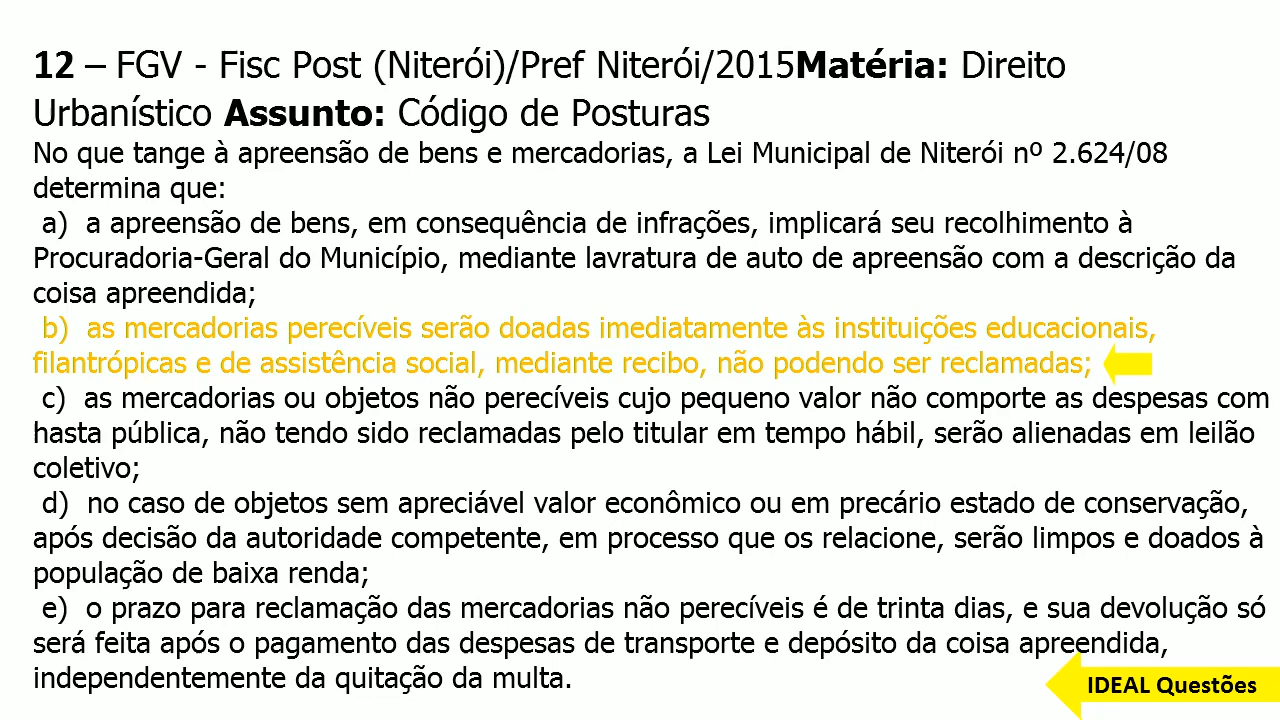 12 – FGV - Fisc Post (Niterói)/Pref Niterói/2015Matéria: Direito
Urbanístico Assunto: Código de Posturas
No que tange à apreensão de bens e mercadorias, a Lei Municipal de Niterói nº 2.624/08
determina que:
a) a apreensão de bens, em consequência de infrações, implicará seu recolhimento à
Procuradoria-Geral do Município, mediante lavratura de auto de apreensão com a descrição da
coisa apreendida;
b) as mercadorias perecíveis serão doadas imediatamente às instituições educacionais,
filantrópicas e de assistência social, mediante recibo, não podendo ser reclamadas;
c) as mercadorias ou objetos não perecíveis cujo pequeno valor não comporte as despesas com
hasta pública, não tendo sido reclamadas pelo titular em tempo hábil, serão alienadas em leilão
coletivo;
d) no caso de objetos sem apreciável valor econômico ou em precário estado de conservação,
após decisão da autoridade competente, em processo que os relacione, serão limpos e doados à
população de baixa renda;
e) o prazo para reclamação das mercadorias não perecíveis é de trinta dias, e sua devolução só
será feita após o pagamento das despesas de transporte e depósito da coisa apreendida,
independentemente da quitação da multa.
IDEAL Questões